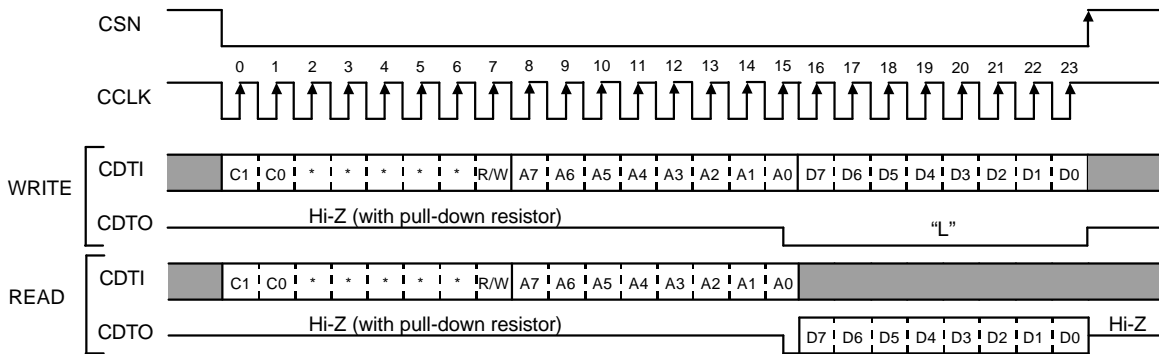 CSN
0 1 2 3 4 5 6 7 8 9 10 11 12 13 14 15 16 17 18 19 20 21 22 23
CCLK
WRITE
CDTI C1 C0 * * * * * R/W A7 A6 A5 A4 A3 A2 A1 A0 D7 D6 D5 D4 D3 D2 D1 D0
CDTO Hi-Z (with pull-down resistor) “L”
READ
CDTI C1 C0 * * * * * R/W A7 A6 A5 A4 A3 A2 A1 A0
CDTO Hi-Z (with pull-down resistor) D7 D6 D5 D4 D3 D2 D1 D0 Hi-Z